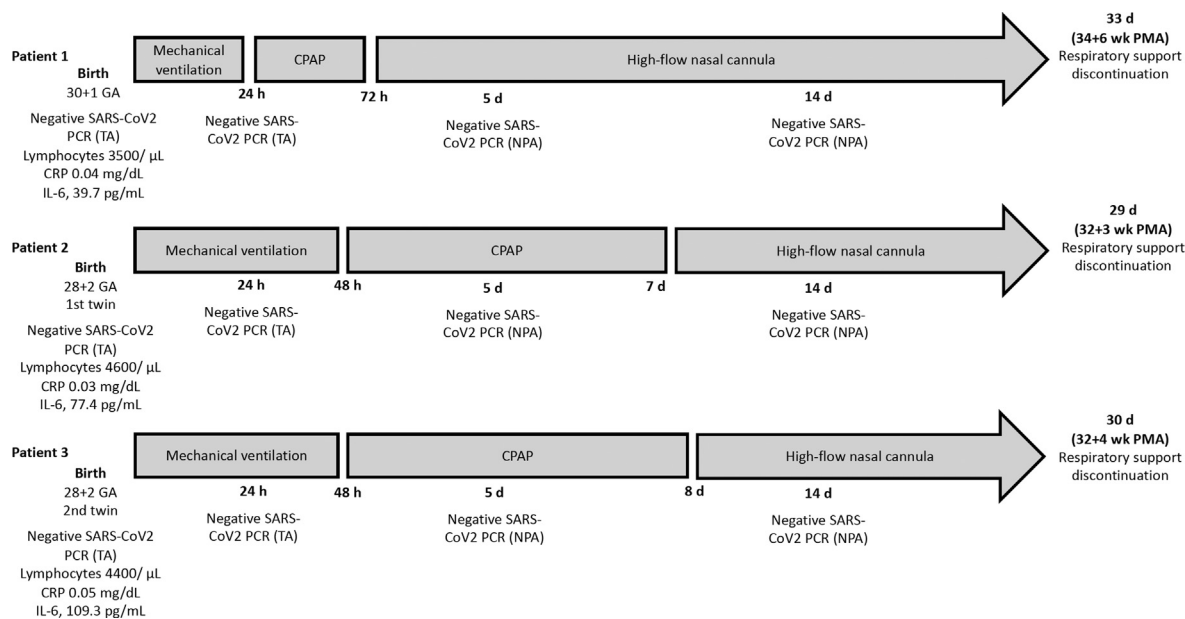 Patient 1
Birth
30+1 GA
Negative SARS-CoV2
PCR (TA)
Lymphocytes 3500/ μL
CRP 0.04 mg/dL
IL-6, 39.7 pg/mL
Mechanical
ventilation
CPAP
High-flow nasal cannula
24 h
72 h
5 d
14 d
Negative SARS-
CoV2 PCR (TA)
Negative SARS-
CoV2 PCR (NPA)
Negative SARS-
CoV2 PCR (NPA)
33 d
(34+6 wk PMA)
Respiratory support
discontinuation
Patient 2
Birth
28+2 GA
1st twin
Negative SARS-CoV2
PCR (TA)
Lymphocytes 4600/ μL
CRP 0.03 mg/dL
IL-6, 77.4 pg/mL
Mechanical ventilation
CPAP
High-flow nasal cannula
24 h
48 h
5 d
7 d
14 d
Negative SARS-
CoV2 PCR (TA)
Negative SARS-
CoV2 PCR (NPA)
Negative SARS-
CoV2 PCR (NPA)
29 d
(32+3 wk PMA)
Respiratory support
discontinuation
Patient 3
Birth
28+2 GA
2nd twin
Negative SARS-CoV2
PCR (TA)
Lymphocytes 4400/ μL
CRP 0.05 mg/dL
IL-6, 109.3 pg/mL
Mechanical ventilation
CPAP
High-flow nasal cannula
24 h
48 h
5 d
8 d
14 d
Negative SARS-
CoV2 PCR (TA)
Negative SARS-
CoV2 PCR (NPA)
Negative SARS-
CoV2 PCR (NPA)
30 d
(32+4 wk PMA)
Respiratory support
discontinuation